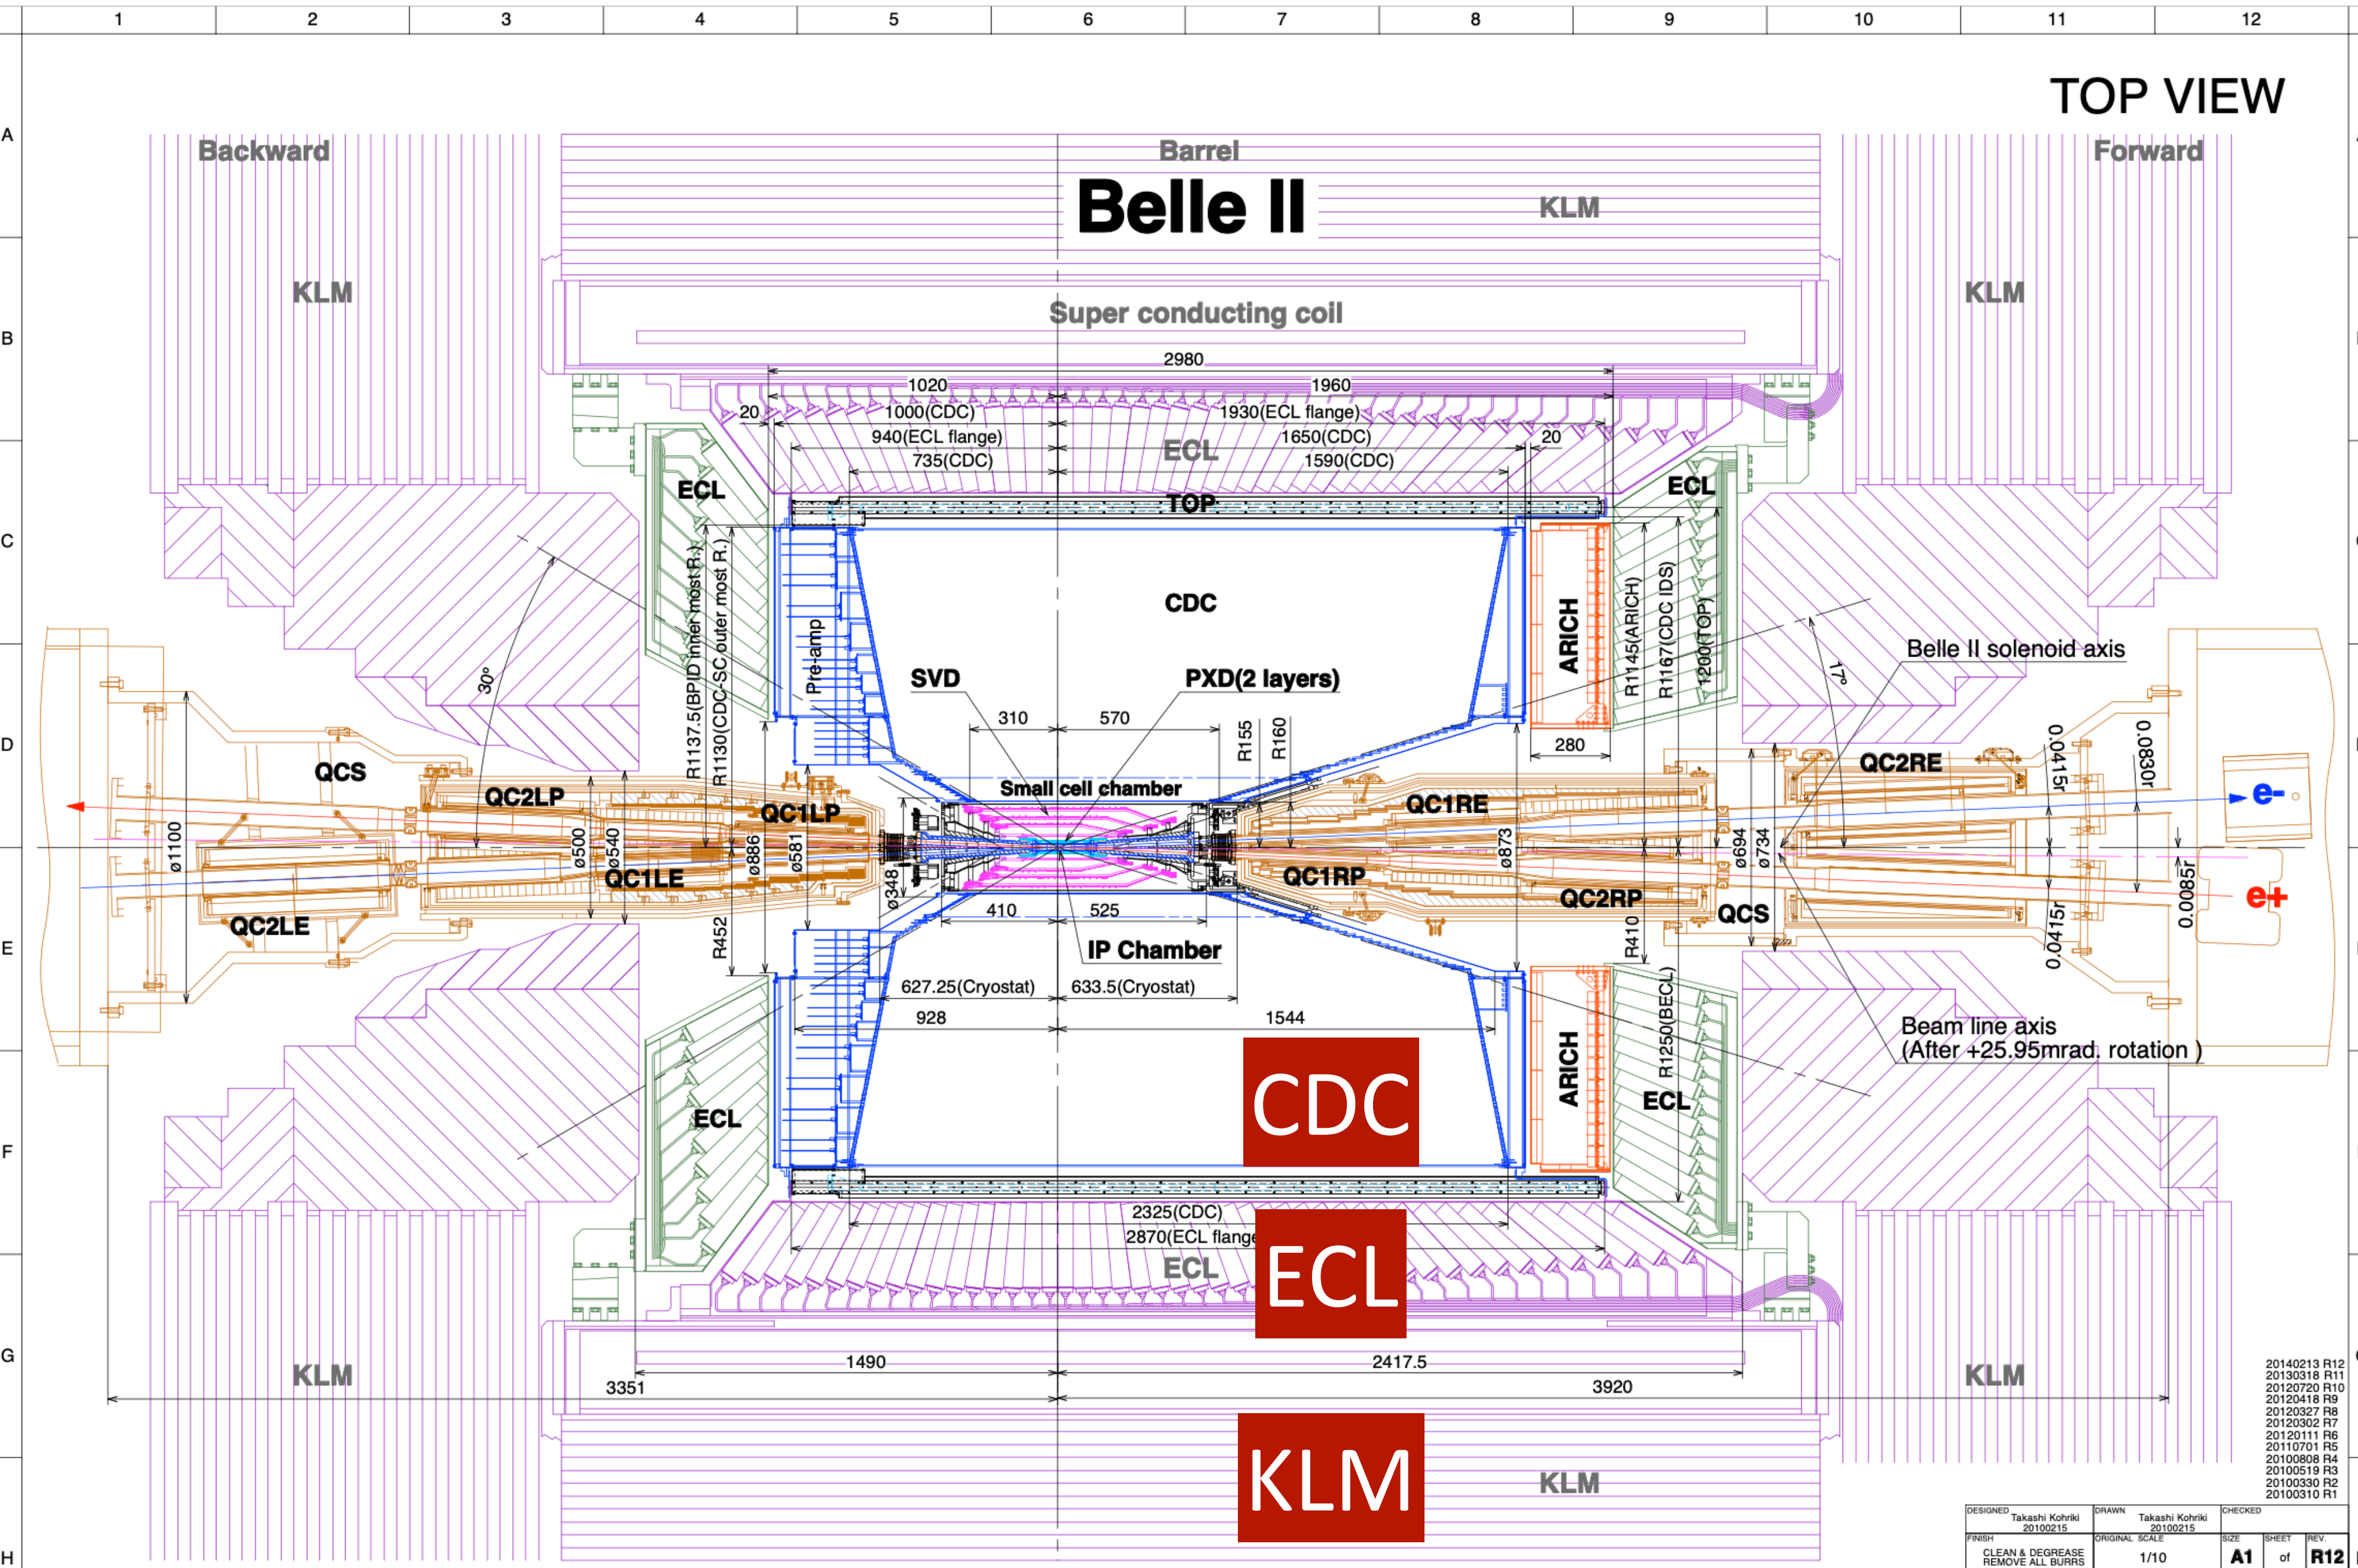 1 2 3 4 5 6 7 8 9 10 11 12
TOP VIEW
A
Backward
Barrel
Forward
Belle II
KLM
KLM
KLM
B
Super conducting coil
2980
1020
1960
20
1000(CDC)
1930(ECL flange)
940(ECL flange)
ECL
1650(CDC)
20
735(CDC)
1590(CDC)
ECL
ECL
TOP
C
R1137.5(BPID inner most R.)
R1130(CDC-SC outer most R.)
CDC
ARICH
R1145(ARICH)
R1167(CDC IDS)
1200(TOP)
Pre-amp
30º
17º
Belle II solenoid axis
SVD
PXD(2 layers)
310
570
R155
R160
280
D
QCS
QC2LP
QC1LP
Small cell chamber
QC1RE
QC2RE
0.0415r
0.0830r
e-
ø1100
ø500
ø540
ø886
ø581
ø348
ø873
ø694
ø734
QC1LE
QC1RP
QC2RP
QCS
QC2LE
0.0085r
e+
E
R452
410
525
R410
0.0415r
IP Chamber
627.25(Cryostat)
633.5(Cryostat)
928
1544
R1250(BECL)
Beam line axis
(After +25.95mrad. rotation )
CDC
ARICH
ECL
ECL
F
2325(CDC)
2870(ECL flange
ECL
ECL
G
1490
2417.5
KLM
KLM
3351
3920
KLM
KLM
20140213 R12
20130318 R11
20120720 R10
20120418 R9
20120327 R8
20120302 R7
20120111 R6
20110701 R5
20100808 R4
20100519 R3
20100330 R2
20100310 R1
DESIGNED Takashi Kohriki
20100215
DRAWN Takashi Kohriki
20100215
CHECKED
FINISH
CLEAN & DEGREASE
REMOVE ALL BURRS
ORIGINAL SCALE
1/10
SIZE
A1
SHEET
of
REV.
R12
H